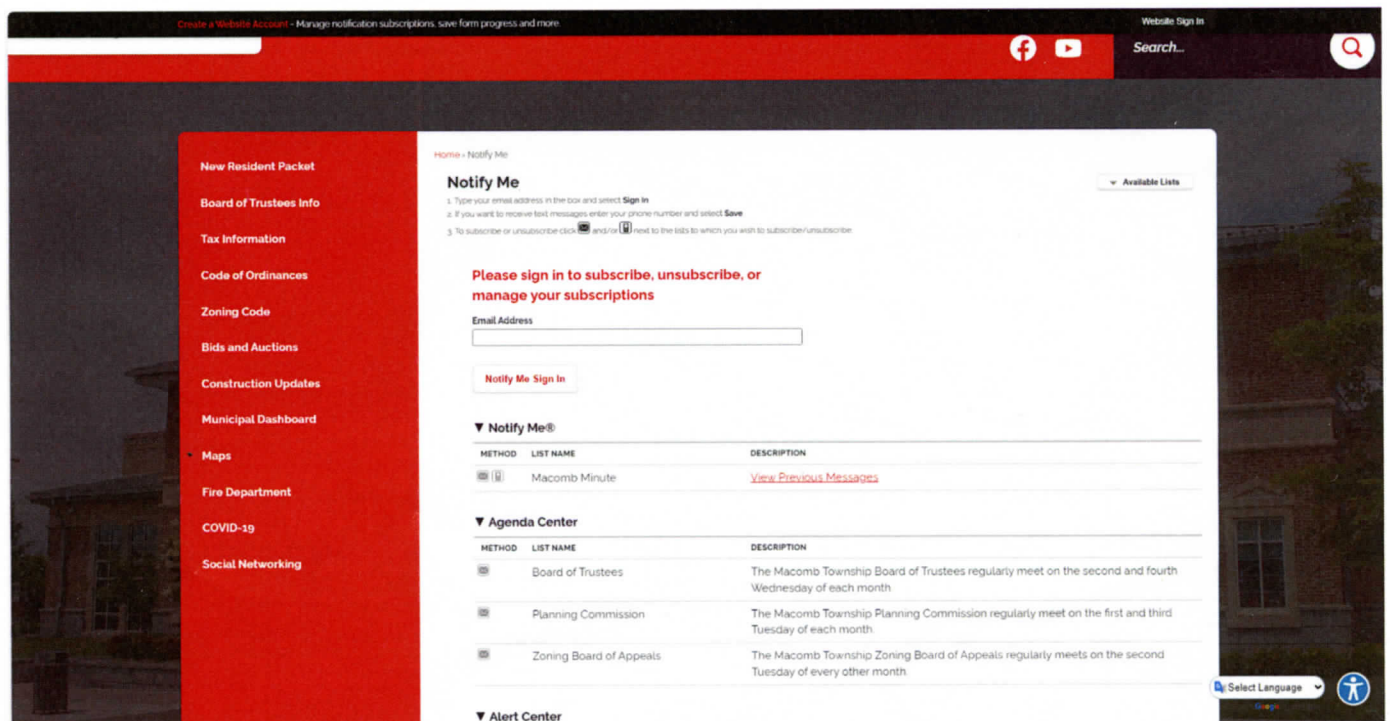 Create a Website Account - Manage notification subscriptions, save form progress and more.
Website Sign In
Search...
New Resident Packet
Board of Trustees Info
Tax Information
Code of Ordinances
Zoning Code
Bids and Auctions
Construction Updates
Municipal Dashboard
Maps
Fire Department
COVID-19
Social Networking
Home › Notify Me
Notify Me
Available Lists
1. Type your email address in the box and select Sign In
2. If you want to receive text messages enter your phone number and select Save
3. To subscribe or unsubscribe click and/or next to the lists to which you wish to subscribe/unsubscribe.
Please sign in to subscribe, unsubscribe, or
manage your subscriptions
Email Address
Notify Me Sign In
▼ Notify Me®
METHOD LIST NAME DESCRIPTION
Macomb Minute View Previous Messages
▼ Agenda Center
METHOD LIST NAME DESCRIPTION
Board of Trustees The Macomb Township Board of Trustees regularly meet on the second and fourth
Wednesday of each month.
Planning Commission The Macomb Township Planning Commission regularly meet on the first and third
Tuesday of each month.
Zoning Board of Appeals The Macomb Township Zoning Board of Appeals regularly meets on the second
Tuesday of every other month.
▼ Alert Center
Select Language
Google